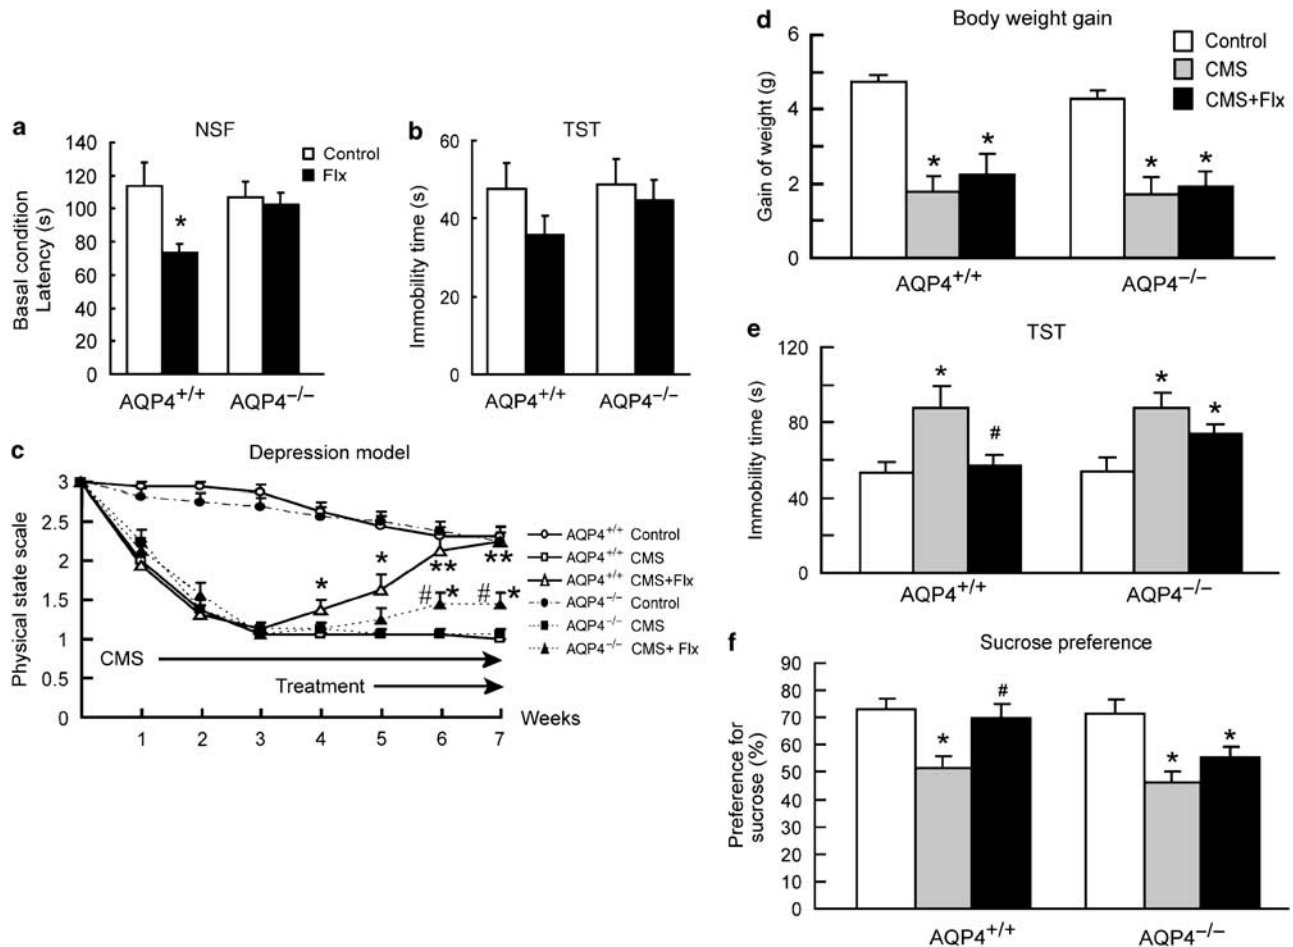 a
NSF
Basal condition
Latency (s)
140
120
100
80
60
40
20
0
Control
Flx
*
AQP4+/+
AQP4−/−
b
TST
Immobility time (s)
60
40
20
0
AQP4+/+
AQP4−/−
c
Depression model
Physical state scale
3
2.5
2
1.5
1
0.5
0
* * ** **
#* #*
CMS
Treatment
1 2 3 4 5 6 7
Weeks
AQP4+/+ Control
AQP4+/+ CMS
AQP4+/+ CMS+Flx
AQP4−/− Control
AQP4−/− CMS
AQP4−/− CMS+ Flx
d
Body weight gain
Gain of weight (g)
6
4
2
0
Control
CMS
CMS+Flx
* * * *
AQP4+/+
AQP4−/−
e
TST
Immobility time (s)
120
80
40
0
* # * *
AQP4+/+
AQP4−/−
f
Sucrose preference
Preference for
sucrose (%)
90
80
70
60
50
40
30
20
10
0
* # * *
AQP4+/+
AQP4−/−